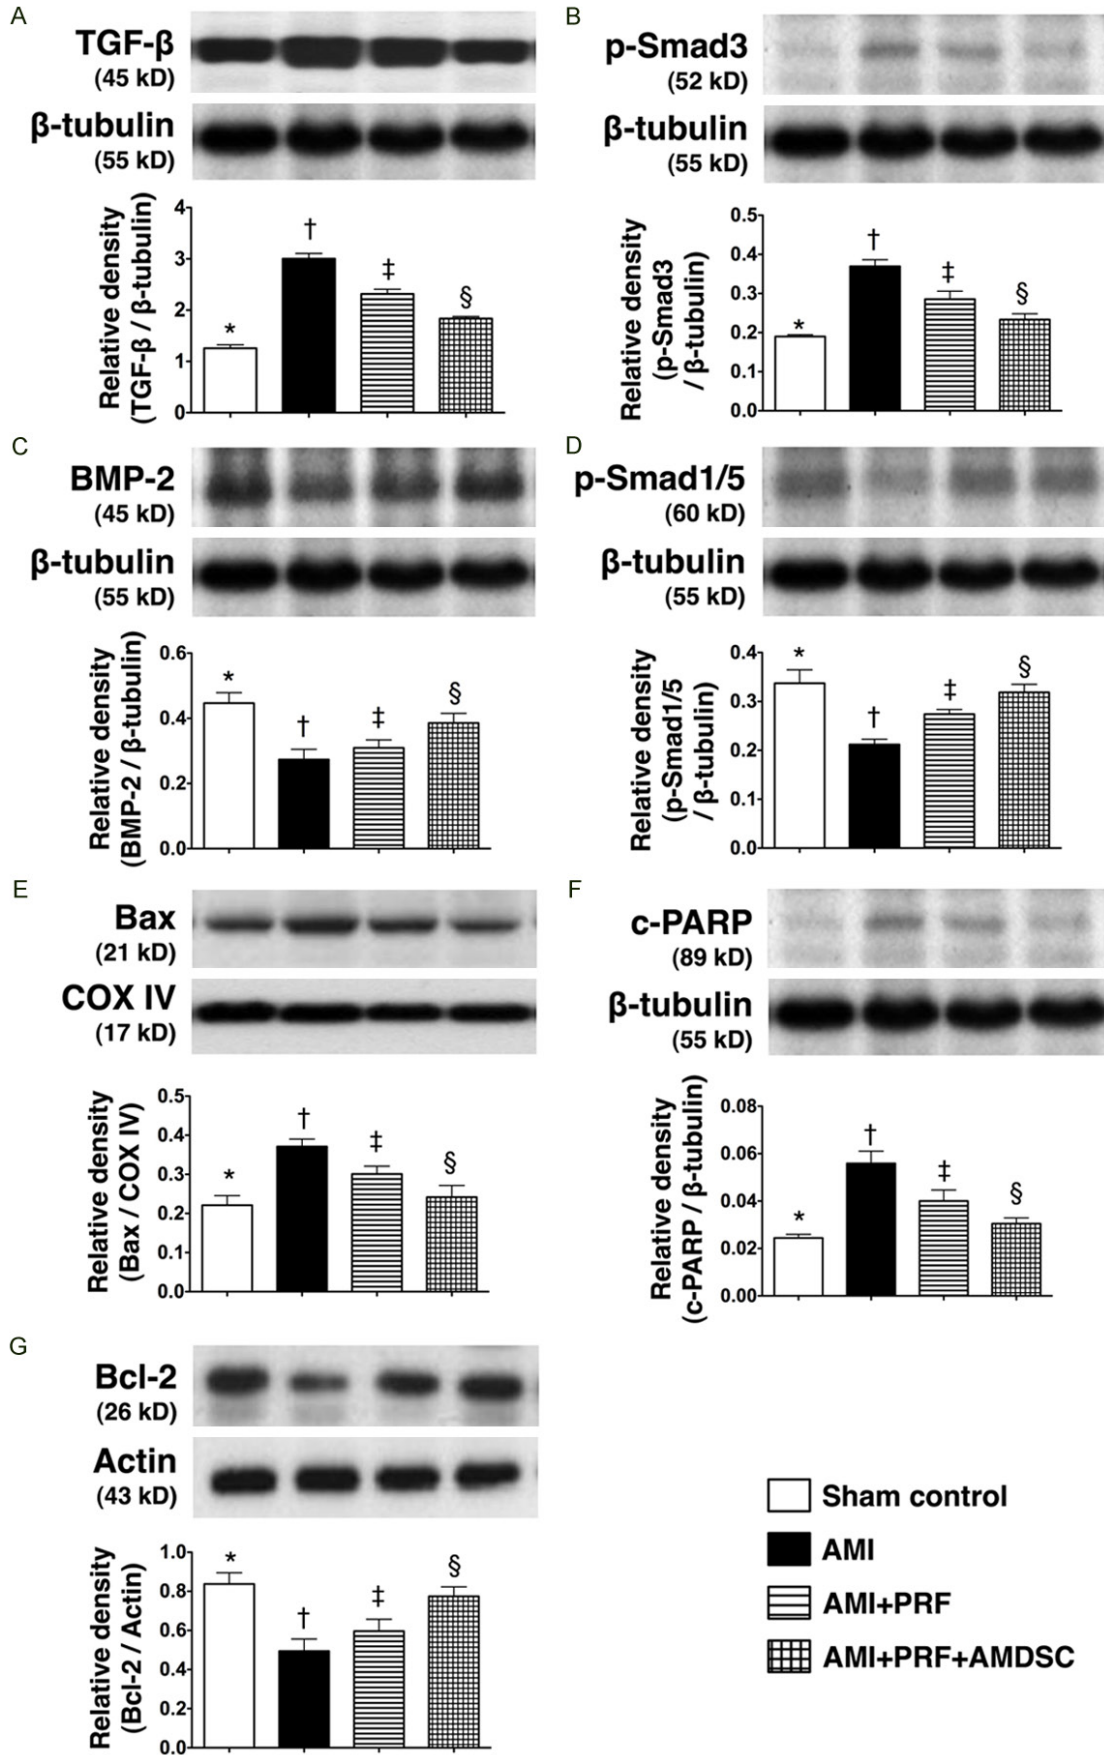 A
TGF-β
(45 kD)
β-tubulin
(55 kD)
Relative density
(TGF-β / β-tubulin)
4
3
2
1
0
*
†
‡
§
B
p-Smad3
(52 kD)
β-tubulin
(55 kD)
Relative density
(p-Smad3
/ β-tubulin)
0.5
0.4
0.3
0.2
0.1
0.0
*
†
‡
§
C
BMP-2
(45 kD)
β-tubulin
(55 kD)
Relative density
(BMP-2 / β-tubulin)
0.6
0.4
0.2
0.0
*
†
‡
§
D
p-Smad1/5
(60 kD)
β-tubulin
(55 kD)
Relative density
(p-Smad1/5
/ β-tubulin)
0.4
0.3
0.2
0.1
0.0
*
†
‡
§
E
Bax
(21 kD)
COX IV
(17 kD)
Relative density
(Bax / COX IV)
0.5
0.4
0.3
0.2
0.1
0.0
*
†
‡
§
F
c-PARP
(89 kD)
β-tubulin
(55 kD)
Relative density
(c-PARP / β-tubulin)
0.08
0.06
0.04
0.02
0.00
*
†
‡
§
G
Bcl-2
(26 kD)
Actin
(43 kD)
Relative density
(Bcl-2 / Actin)
1.0
0.8
0.6
0.4
0.2
0.0
*
†
‡
§
Sham control
AMI
AMI+PRF
AMI+PRF+AMDSC